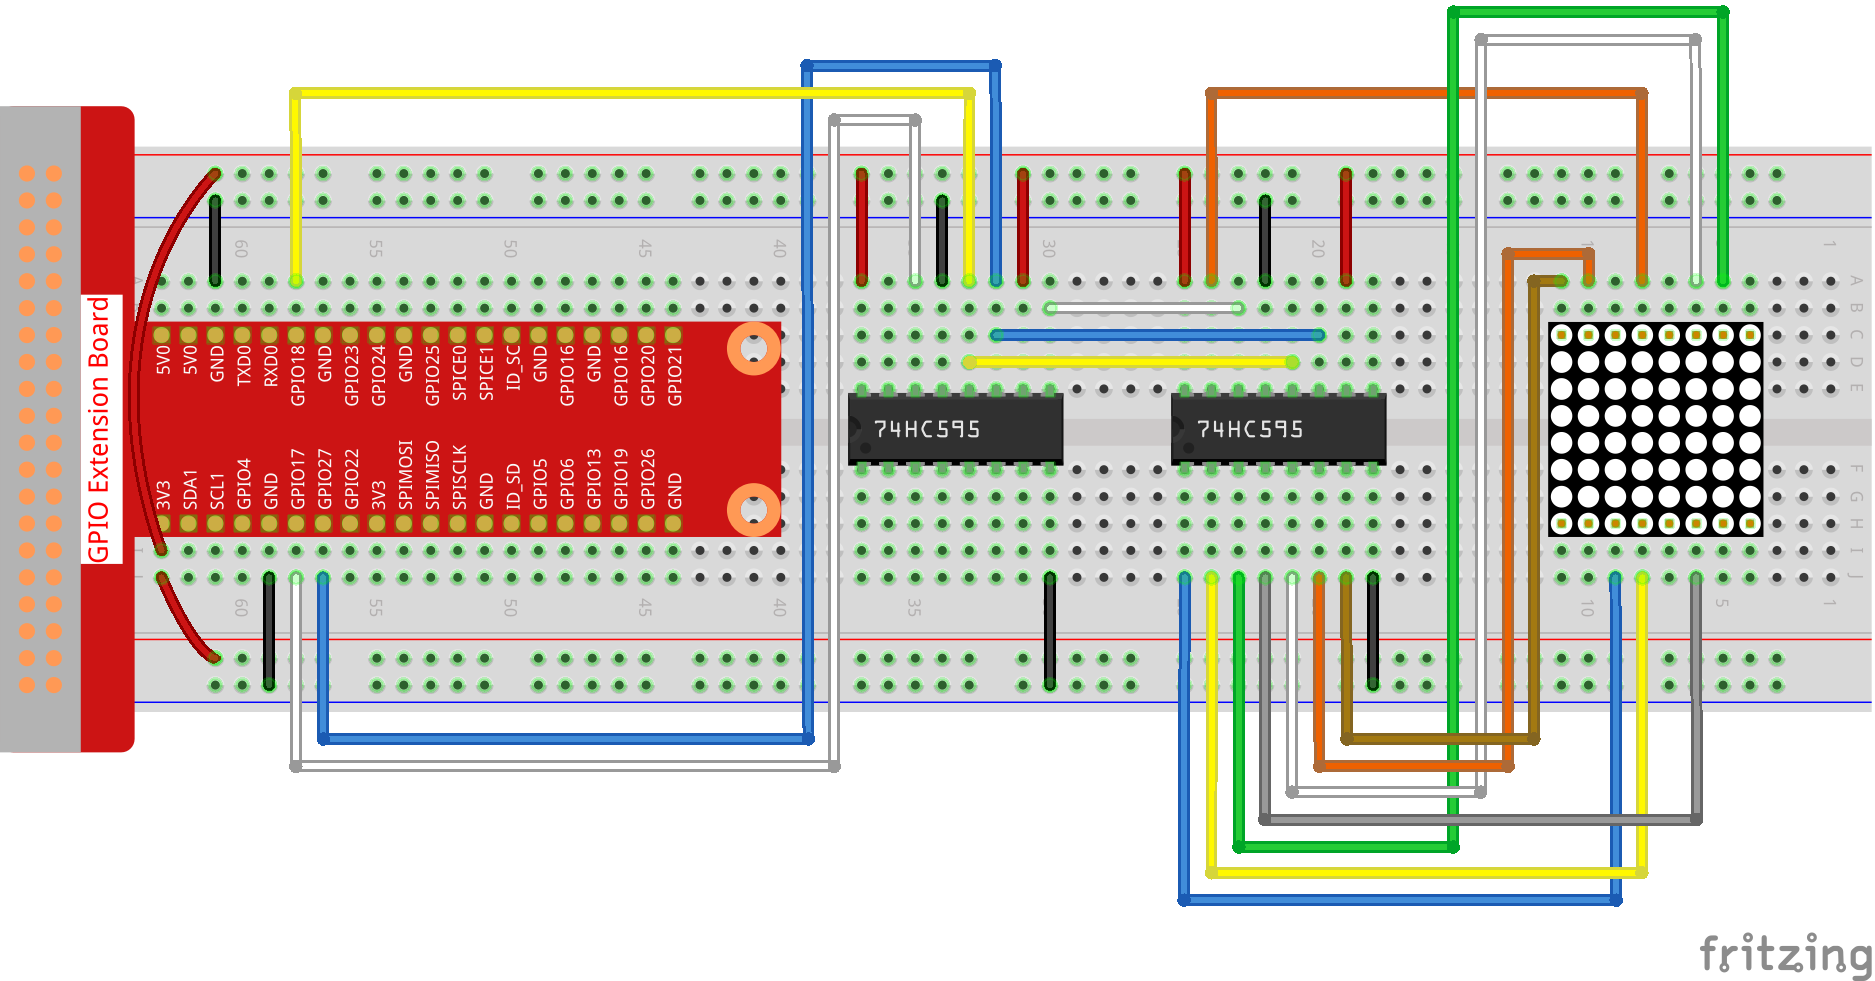 60 55 50 45 40 30 20 1
A
B
C
D
E
5V0 5V0 GND TXD0 RXD0 GPIO18 GND GPIO23 GPIO24 GND GPIO25 SPICE0 SPICE1 ID_SC GND GPIO16 GND GPIO16 GPIO20 GPIO21
GPIO Extension Board
74HC595 74HC595
3V3 SDA1 SCL1 GPIO4 GND GPIO17 GPIO27 GPIO22 3V3 SPIMOSI SPIMISO SPISCLK GND ID_SD GPIO5 GPIO6 GPIO13 GPIO19 GPIO26 GND
F
G
H
I
J
60 55 50 45 40 35 10 5 1
fritzing